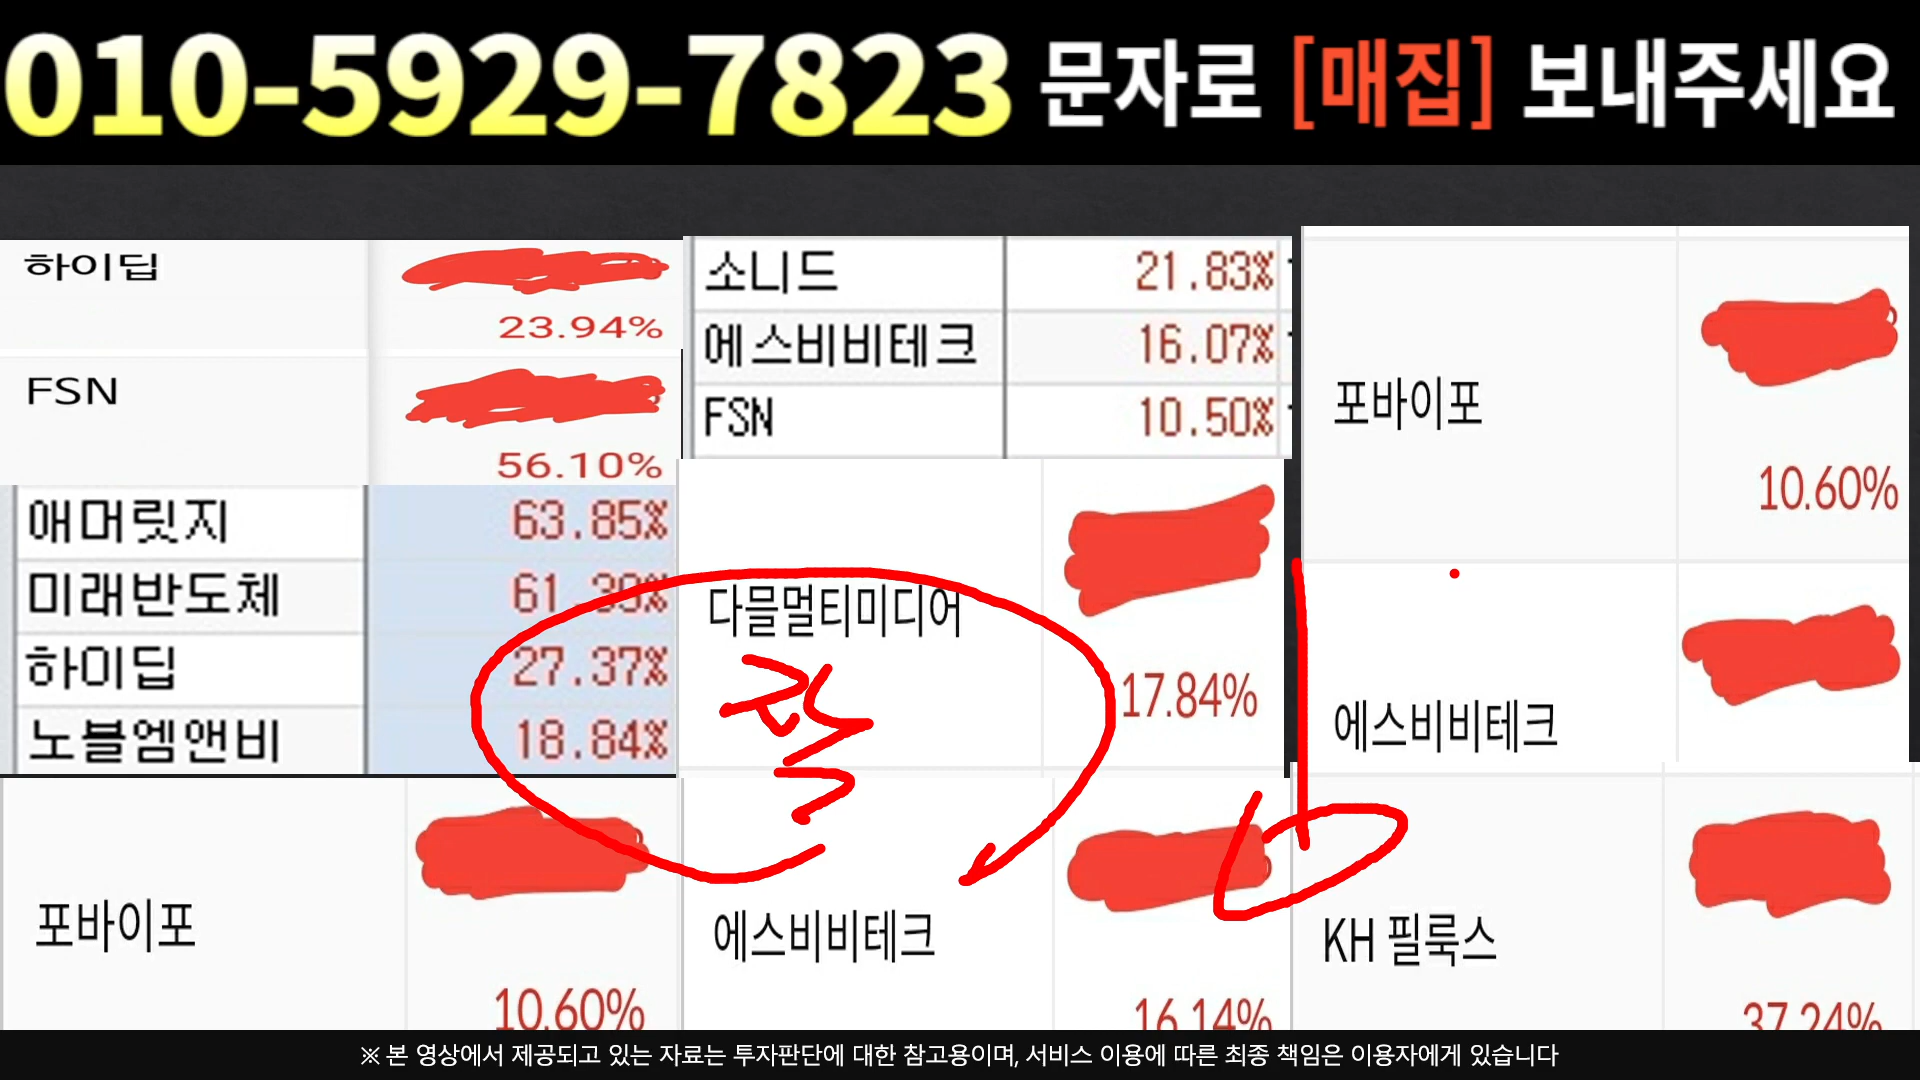 010-5929-7823 문자로 [매집] 보내주세요
하이딥
23.94%
FSN
56.10%
애머릿지 63.85%
미래반도체 61.39%
하이딥 27.37%
노블엠앤비 18.84%
소니드 21.83%
에스비비테크 16.07%
FSN 10.50%
다믈멀티미디어
17.84%
포바이포
10.60%
에스비비테크
포바이포
10.60%
에스비비테크
16.14%
KH 필룩스
37.24%
※ 본 영상에서 제공되고 있는 자료는 투자판단에 대한 참고용이며, 서비스 이용에 따른 최종 책임은 이용자에게 있습니다